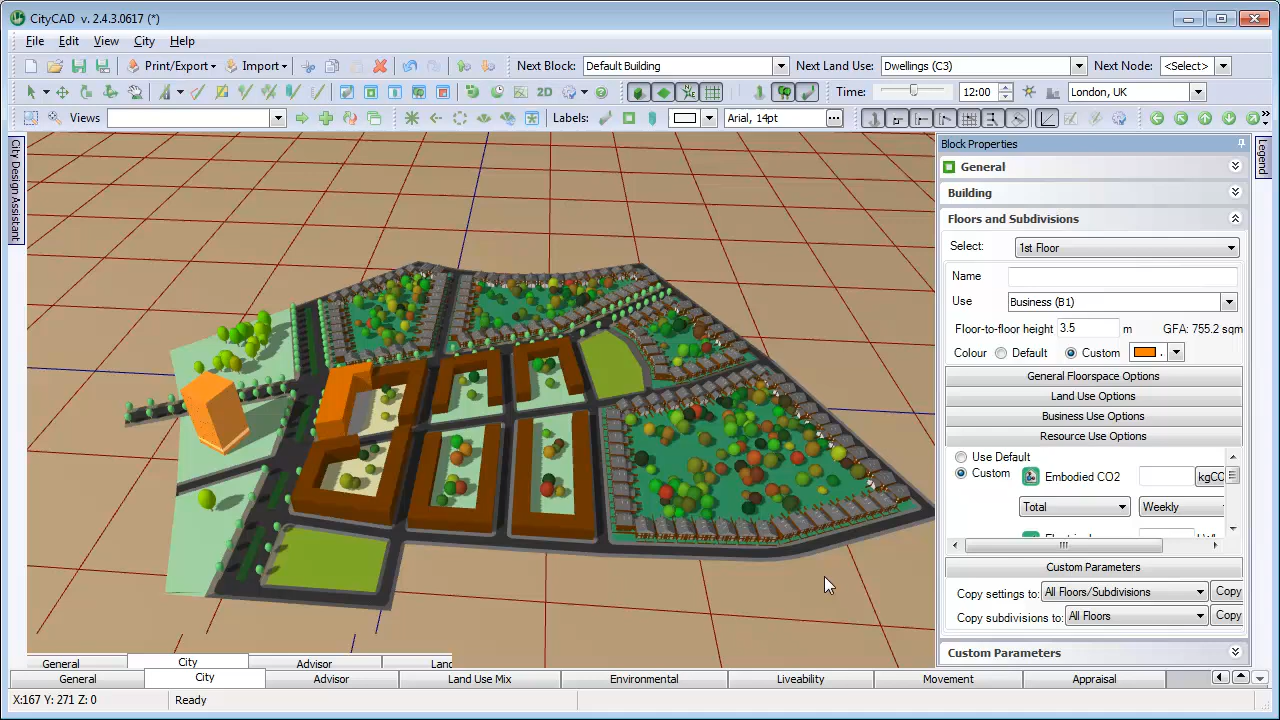 CityCAD v. 2.4.3.0617 (*)
File Edit View City Help
Print/Export Import Next Block: Default Building Next Land Use: Dwellings (C3) Next Node: <Select>
2D Time: 12:00 London, UK
Views Labels: Arial, 14pt ...
City Design Assistant
Block Properties
Legend
General
Building
Floors and Subdivisions
Select: 1st Floor
Name
Use Business (B1)
Floor-to-floor height 3.5 m GFA: 755.2 sqm
Colour Default Custom
General Floorspace Options
Land Use Options
Business Use Options
Resource Use Options
Use Default
Custom Embodied CO2 kgCC
Total Weekly
Custom Parameters
Copy settings to: All Floors/Subdivisions Copy
Copy subdivisions to: All Floors Copy
Custom Parameters
General City Advisor Lanc
General City Advisor Land Use Mix Environmental Liveability Movement Appraisal
X:167 Y: 271 Z: 0 Ready